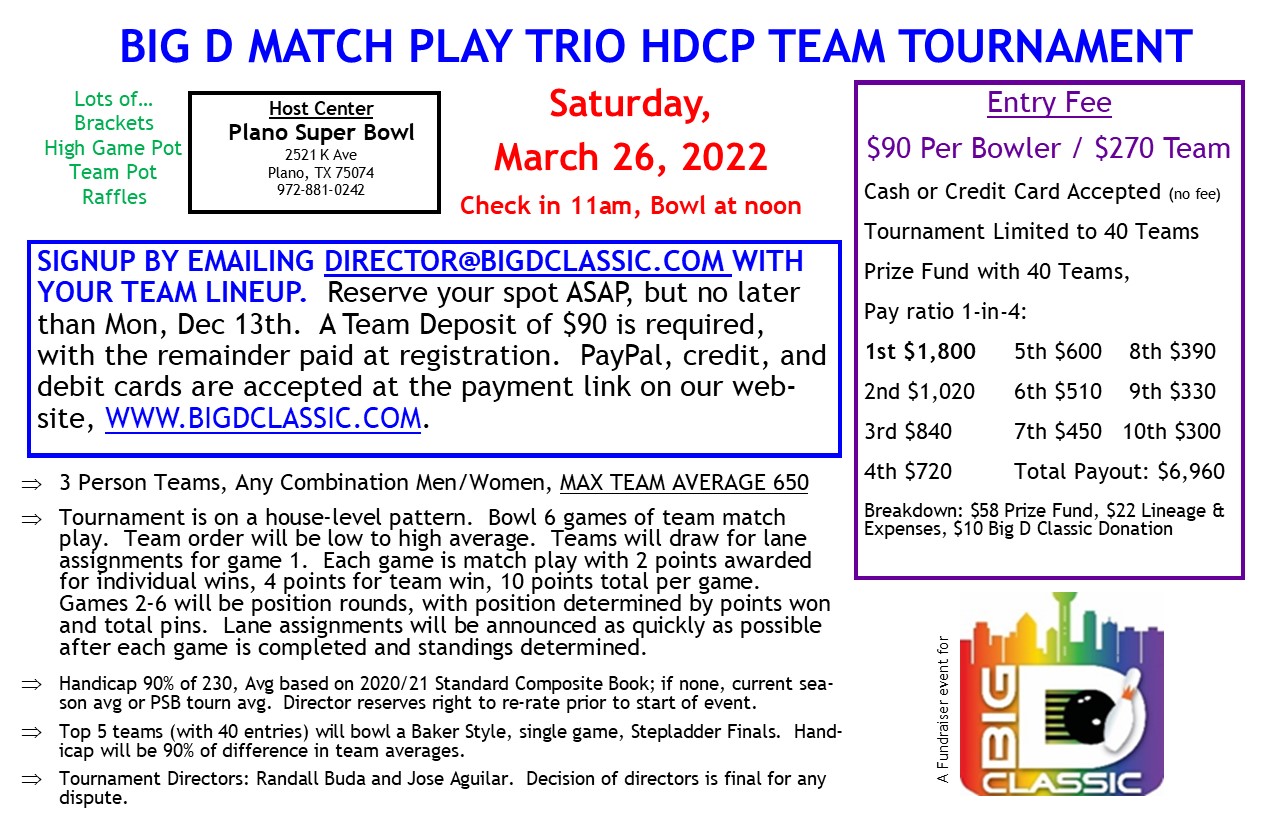 BIG D MATCH PLAY TRIO HDCP TEAM TOURNAMENT
Lots of…
Brackets
High Game Pot
Team Pot
Raffles
Host Center
Plano Super Bowl
2521 K Ave
Plano, TX 75074
972-881-0242
Saturday,
March 26, 2022
Check in 11am, Bowl at noon
SIGNUP BY EMAILING DIRECTOR@BIGDCLASSIC.COM WITH
YOUR TEAM LINEUP.  Reserve your spot ASAP, but no later
than Mon, Dec 13th.  A Team Deposit of $90 is required,
with the remainder paid at registration.  PayPal, credit, and
debit cards are accepted at the payment link on our web-
site, WWW.BIGDCLASSIC.COM.
⇒ 3 Person Teams, Any Combination Men/Women, MAX TEAM AVERAGE 650
⇒ Tournament is on a house-level pattern.  Bowl 6 games of team match
play.  Team order will be low to high average.  Teams will draw for lane
assignments for game 1.  Each game is match play with 2 points awarded
for individual wins, 4 points for team win, 10 points total per game.
Games 2-6 will be position rounds, with position determined by points won
and total pins.  Lane assignments will be announced as quickly as possible
after each game is completed and standings determined.
⇒ Handicap 90% of 230, Avg based on 2020/21 Standard Composite Book; if none, current sea-
son avg or PSB tourn avg.  Director reserves right to re-rate prior to start of event.
⇒ Top 5 teams (with 40 entries) will bowl a Baker Style, single game, Stepladder Finals.  Hand-
icap will be 90% of difference in team averages.
⇒ Tournament Directors: Randall Buda and Jose Aguilar.  Decision of directors is final for any
dispute.
Entry Fee
$90 Per Bowler / $270 Team
Cash or Credit Card Accepted (no fee)
Tournament Limited to 40 Teams
Prize Fund with 40 Teams,
Pay ratio 1-in-4:
1st $1,800 5th $600 8th $390
2nd $1,020 6th $510 9th $330
3rd $840 7th $450 10th $300
4th $720 Total Payout: $6,960
Breakdown: $58 Prize Fund, $22 Lineage &
Expenses, $10 Big D Classic Donation
A Fundraiser event for
BIG
D
CLASSIC